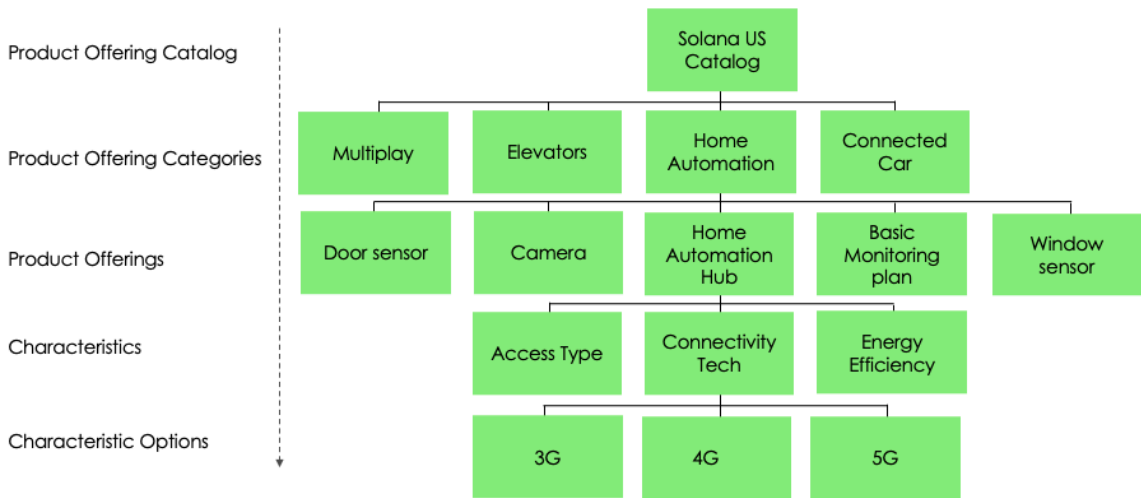 Product Offering Catalog
Solana US
Catalog
Product Offering Categories
Multiplay
Elevators
Home
Automation
Connected
Car
Product Offerings
Door sensor
Camera
Home
Automation
Hub
Basic
Monitoring
plan
Window
sensor
Characteristics
Access Type
Connectivity
Tech
Energy
Efficiency
Characteristic Options
3G
4G
5G